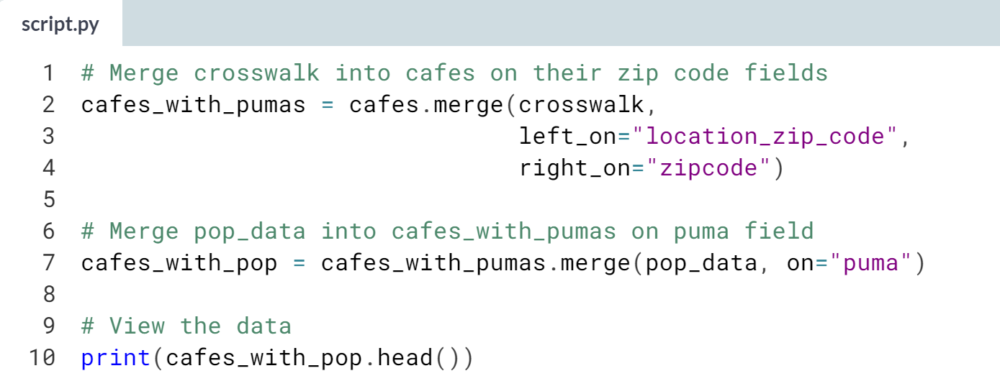 script.py
1 # Merge crosswalk into cafes on their zip code fields
2 cafes_with_pumas = cafes.merge(crosswalk,
3                                left_on="location_zip_code",
4                                right_on="zipcode")
5
6 # Merge pop_data into cafes_with_pumas on puma field
7 cafes_with_pop = cafes_with_pumas.merge(pop_data, on="puma")
8
9 # View the data
10 print(cafes_with_pop.head())